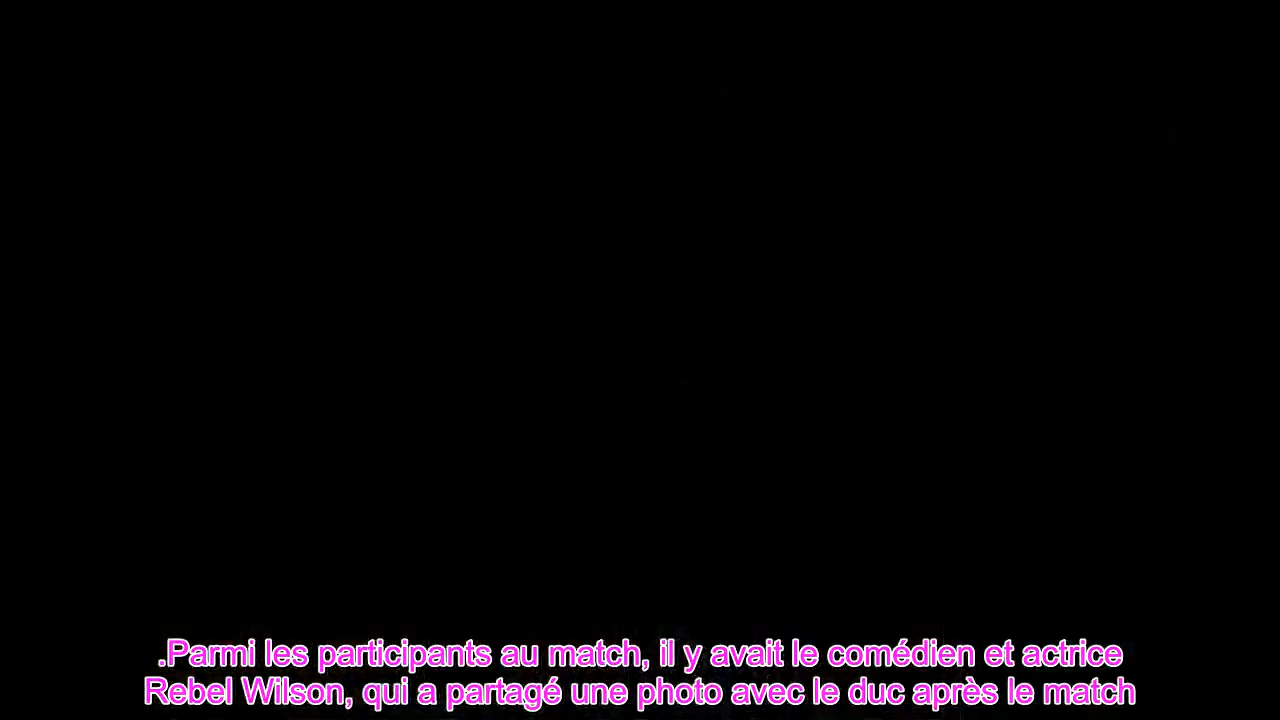 .Parmi les participants au match, il y avait le comédien et actrice
Rebel Wilson, qui a partagé une photo avec le duc après le match